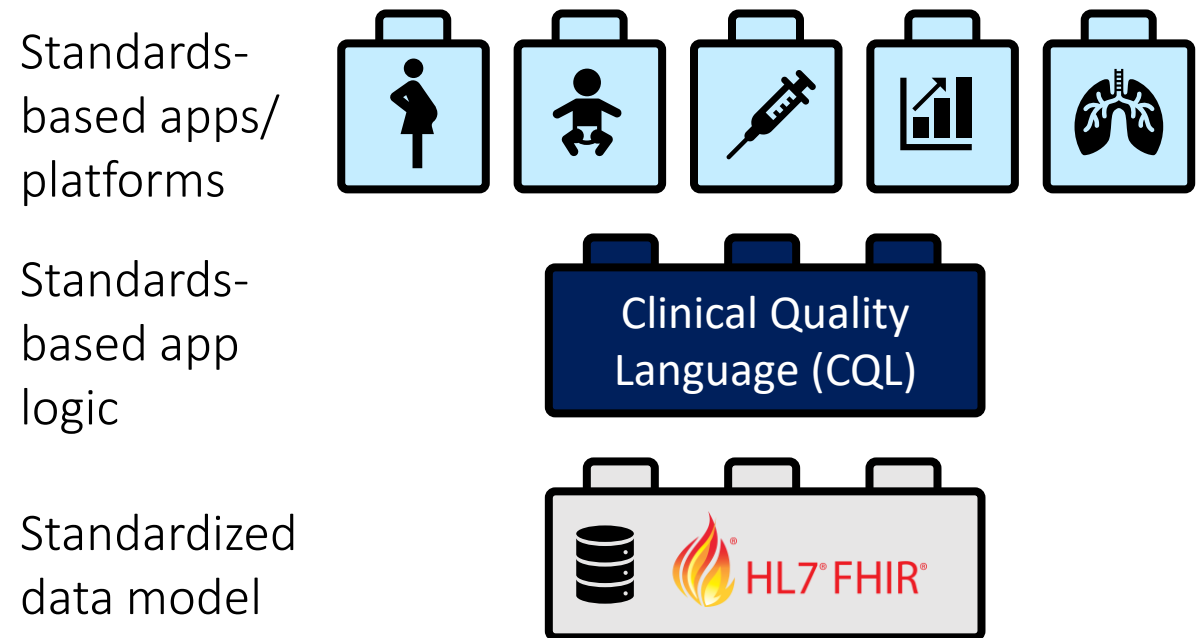 Standards-
based apps/
platforms
Standards-
based app
logic
Clinical Quality
Language (CQL)
Standardized
data model
® HL7® FHIR®